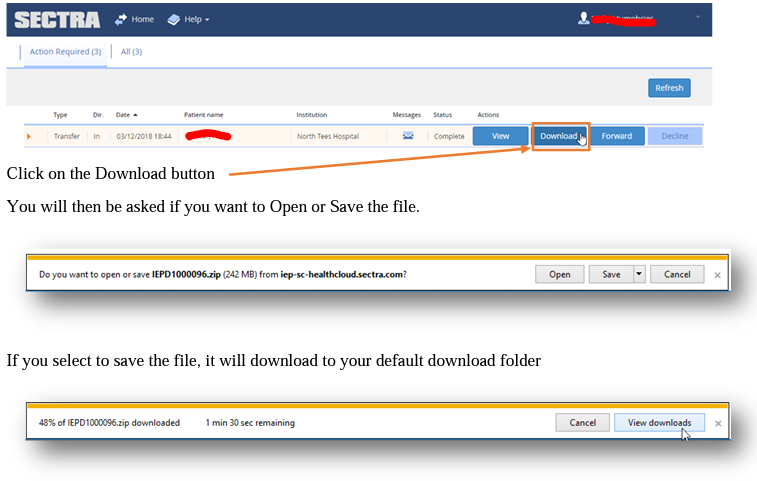 SECTRA Home Help
Action Required (3) All (3)
Refresh
Type Dir. Date Patient name Institution Messages Status Actions
Transfer In 03/12/2018 18:44 North Tees Hospital Complete View Download Forward Decline
Click on the Download button
You will then be asked if you want to Open or Save the file.
Do you want to open or save IEPD1000096.zip (242 MB) from iep-sc-healthcloud.sectra.com? Open Save Cancel ×
If you select to save the file, it will download to your default download folder
48% of IEPD1000096.zip downloaded 1 min 30 sec remaining Cancel View downloads ×